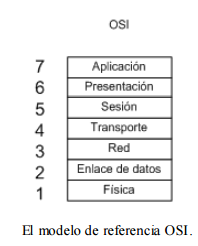 OSI
7 Aplicación
6 Presentación
5 Sesión
4 Transporte
3 Red
2 Enlace de datos
1 Física
El modelo de referencia OSI.